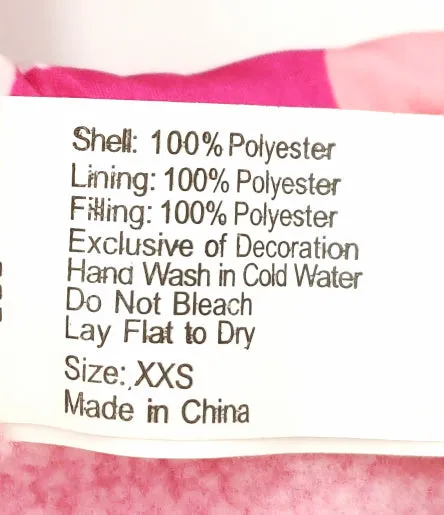 Shell: 100% Polyester
Lining: 100% Polyester
Filling: 100% Polyester
Exclusive of Decoration
Hand Wash in Cold Water
Do Not Bleach
Lay Flat to Dry
Size: XXS
Made in China